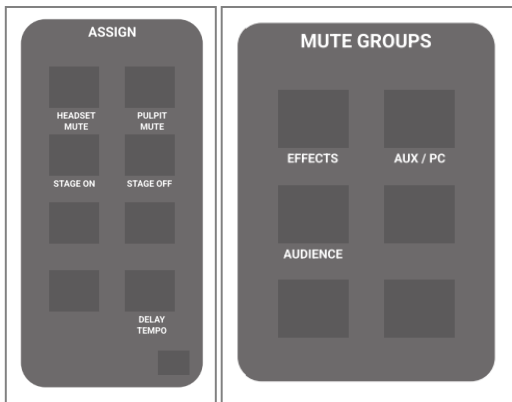 ASSIGN
HEADSET MUTE
PULPIT MUTE
STAGE ON
STAGE OFF
DELAY TEMPO
MUTE GROUPS
EFFECTS
AUX / PC
AUDIENCE